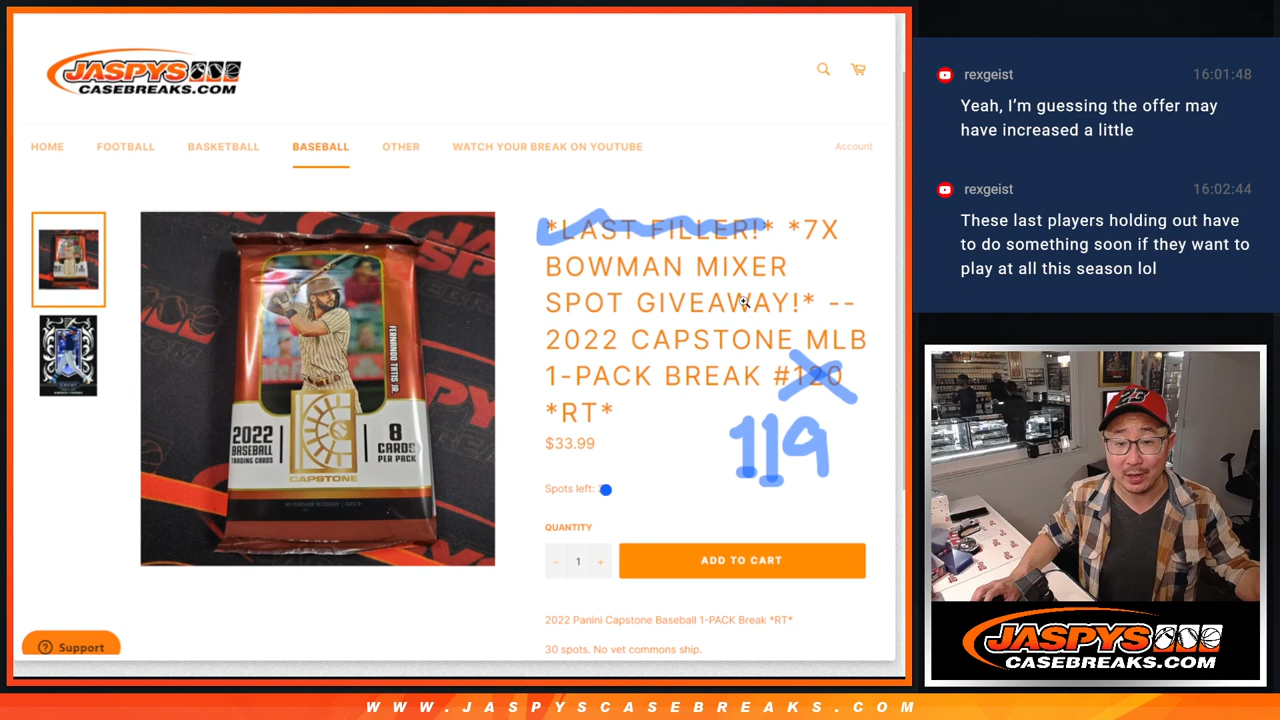 JASPYS
CASEBREAKS.COM
HOME
FOOTBALL
BASKETBALL
BASEBALL
OTHER
WATCH YOUR BREAK ON YOUTUBE
Account
*LAST FILLER!* *7X
BOWMAN MIXER
SPOT GIVEAWAY!* --
2022 CAPSTONE MLB
1-PACK BREAK #120
*RT*
119
$33.99
Spots left:
QUANTITY
− 1 +
ADD TO CART
2022 Panini Capstone Baseball 1-PACK Break *RT*
30 spots. No vet commons ship.
FERNANDO TATIS JR.
2022
BASEBALL
TRADING CARDS
8
CARDS
PER PACK
CAPSTONE
Support
rexgeist
16:01:48
Yeah, I'm guessing the offer may
have increased a little
rexgeist
16:02:44
These last players holding out have
to do something soon if they want to
play at all this season lol
JASPYS
CASEBREAKS.COM
WWW.JASPYSCASEBREAKS.COM